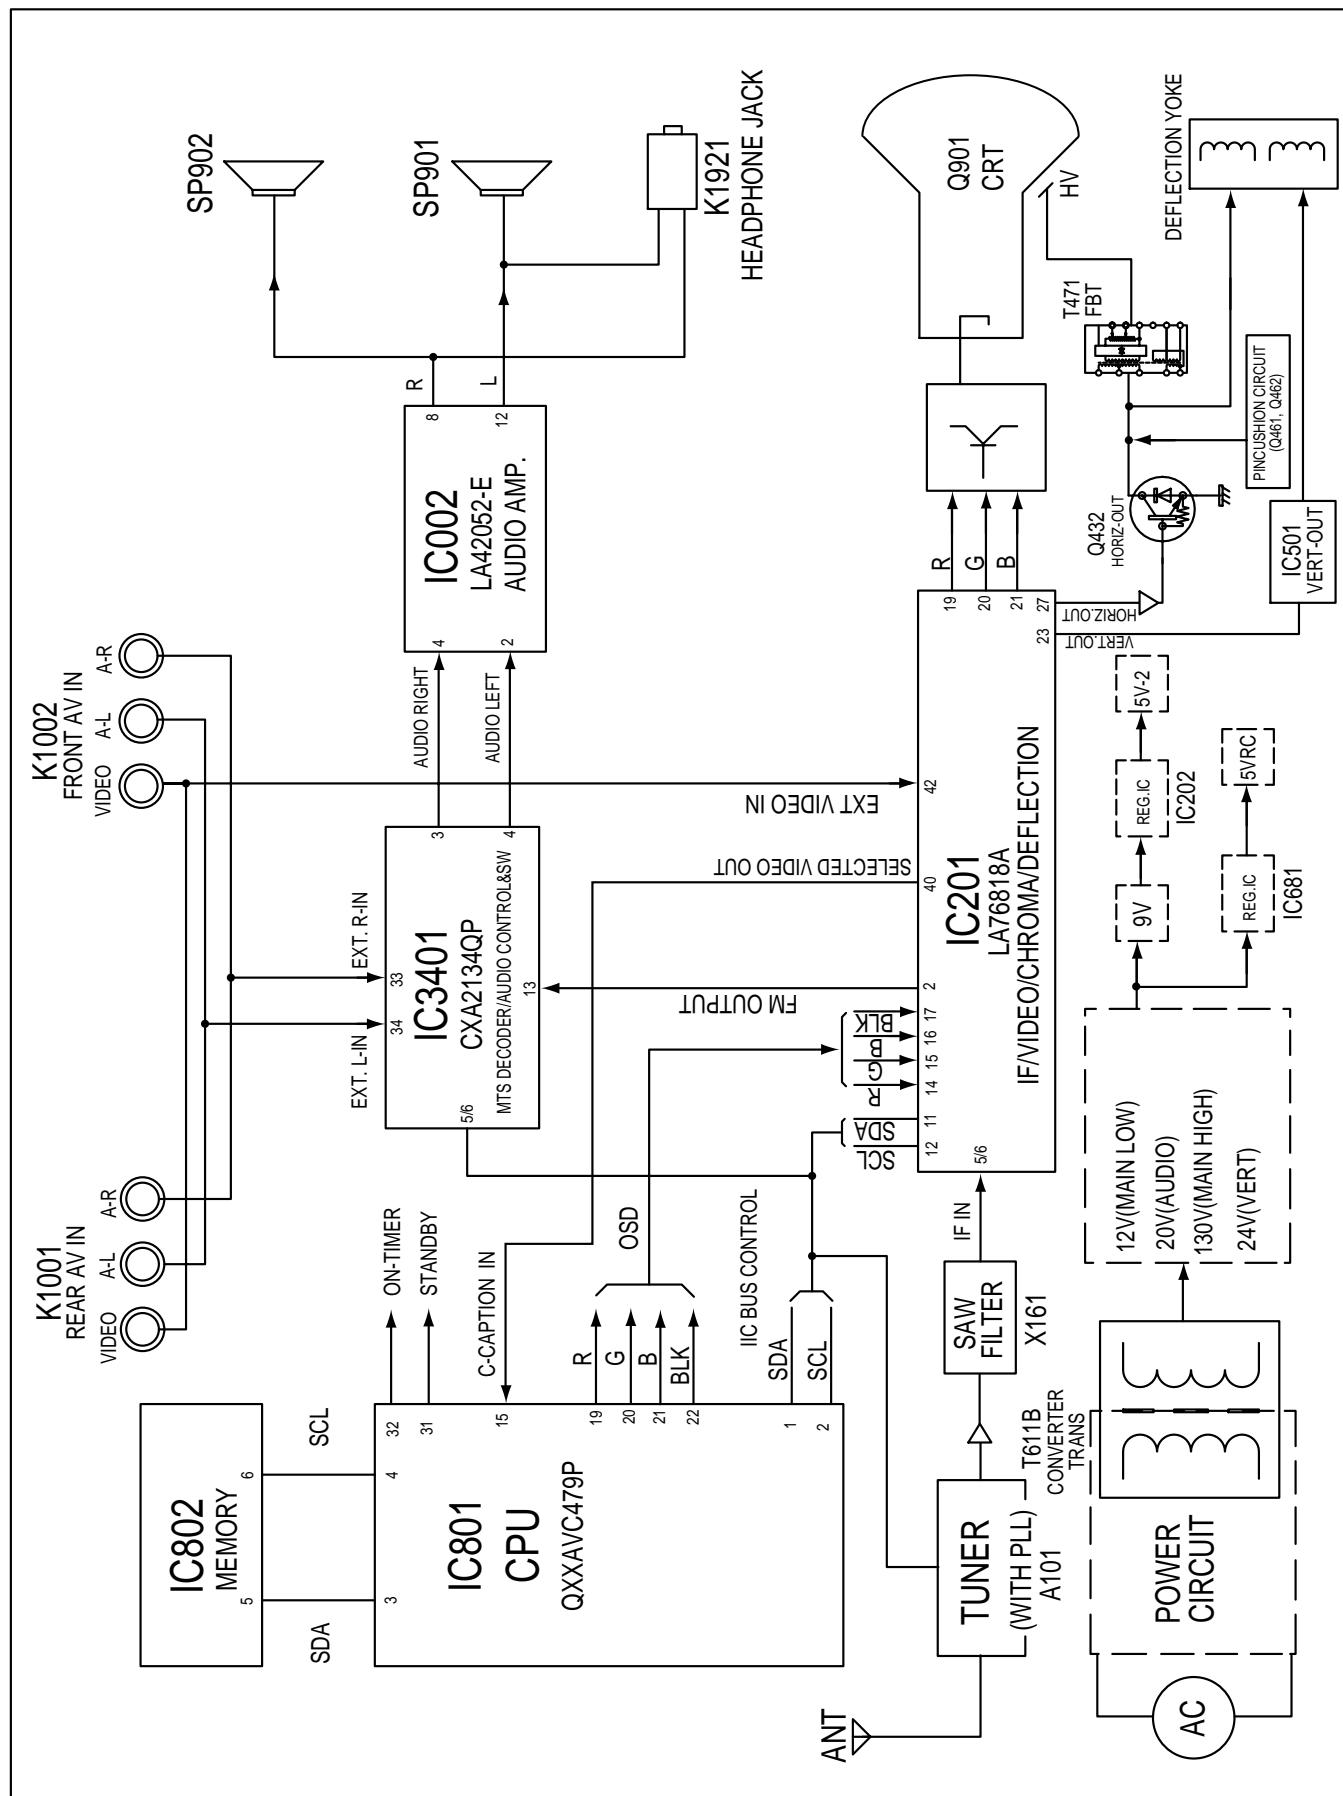 K1001
REAR AV IN
VIDEO
A-L
A-R
K1002
FRONT AV IN
VIDEO
A-L
A-R
IC802
MEMORY
5
6
SDA
SCL
3
4
IC801
CPU
QXXAVC479P
32
31
15
19
20
21
22
1
2
ON-TIMER
STANDBY
C-CAPTION IN
R
G
B
BLK
OSD
IIC BUS CONTROL
SDA
SCL
EXT. L-IN
EXT. R-IN
34
33
IC3401
CXA2134QP
MTS DECODER/AUDIO CONTROL&SW
5/6
13
3
4
AUDIO RIGHT
AUDIO LEFT
4
2
IC002
LA42052-E
AUDIO AMP.
8
12
R
L
SP902
SP901
K1921
HEADPHONE JACK
FM OUTPUT
SELECTED VIDEO OUT
EXT VIDEO IN
SCL
SDA
R
G
B
BLK
12
11
14
15
16
17
2
40
42
5/6
IC201
LA76818A
IF/VIDEO/CHROMA/DEFLECTION
19
20
21
27
23
R
G
B
HORIZ.OUT
VERT.OUT
Q901
CRT
HV
T471
FBT
DEFLECTION YOKE
Q432
HORIZ-OUT
PINCUSHION CIRCUIT
(Q461, Q462)
IC501
VERT-OUT
ANT
TUNER
(WITH PLL)
A101
SAW
FILTER
X161
IF IN
AC
POWER
CIRCUIT
T611B
CONVERTER
TRANS
12V(MAIN LOW)
20V(AUDIO)
130V(MAIN HIGH)
24V(VERT)
9V
REG.IC
IC202
5V-2
REG.IC
IC681
5VRC